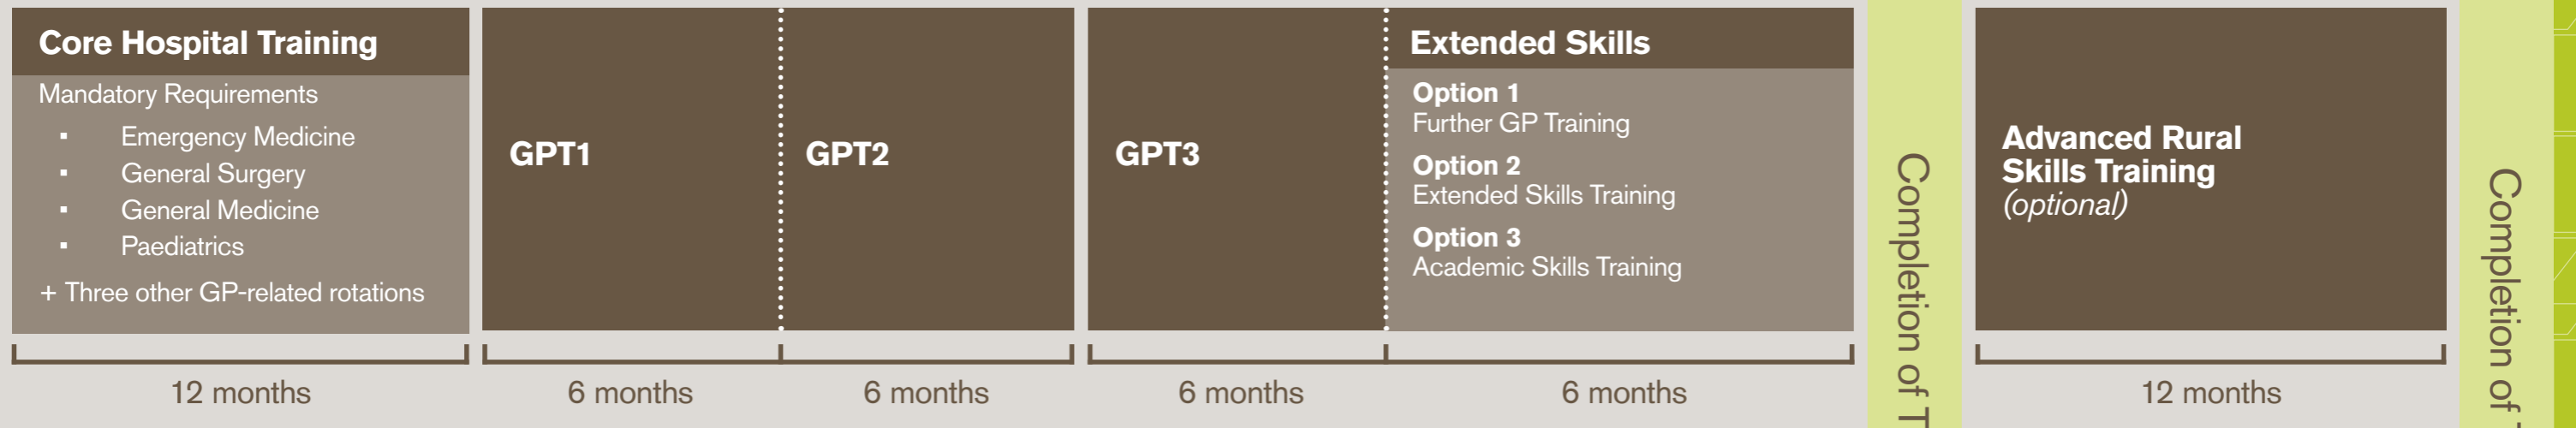 Core Hospital Training
Mandatory Requirements
▪ Emergency Medicine
▪ General Surgery
▪ General Medicine
▪ Paediatrics
+ Three other GP-related rotations
12 months
GPT1
6 months
GPT2
6 months
GPT3
6 months
Extended Skills
Option 1
Further GP Training
Option 2
Extended Skills Training
Option 3
Academic Skills Training
6 months
Completion of
Advanced Rural
Skills Training
(optional)
12 months
Completion of